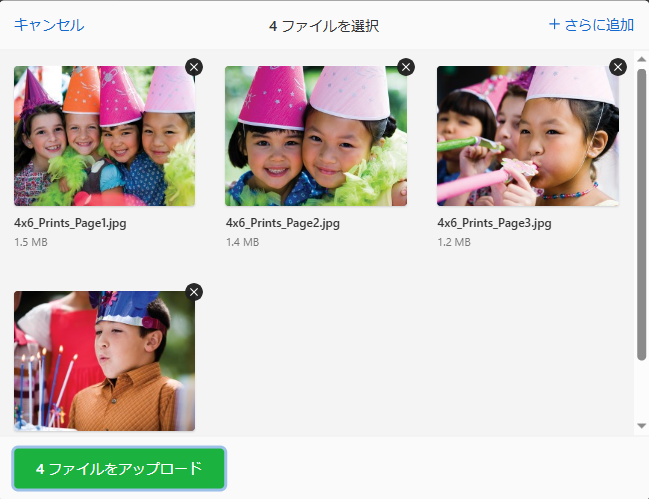 キャンセル
4 ファイルを選択
+ さらに追加
4x6_Prints_Page1.jpg
4x6_Prints_Page2.jpg
4x6_Prints_Page3.jpg
1.5 MB
1.4 MB
1.2 MB
4 ファイルをアップロード